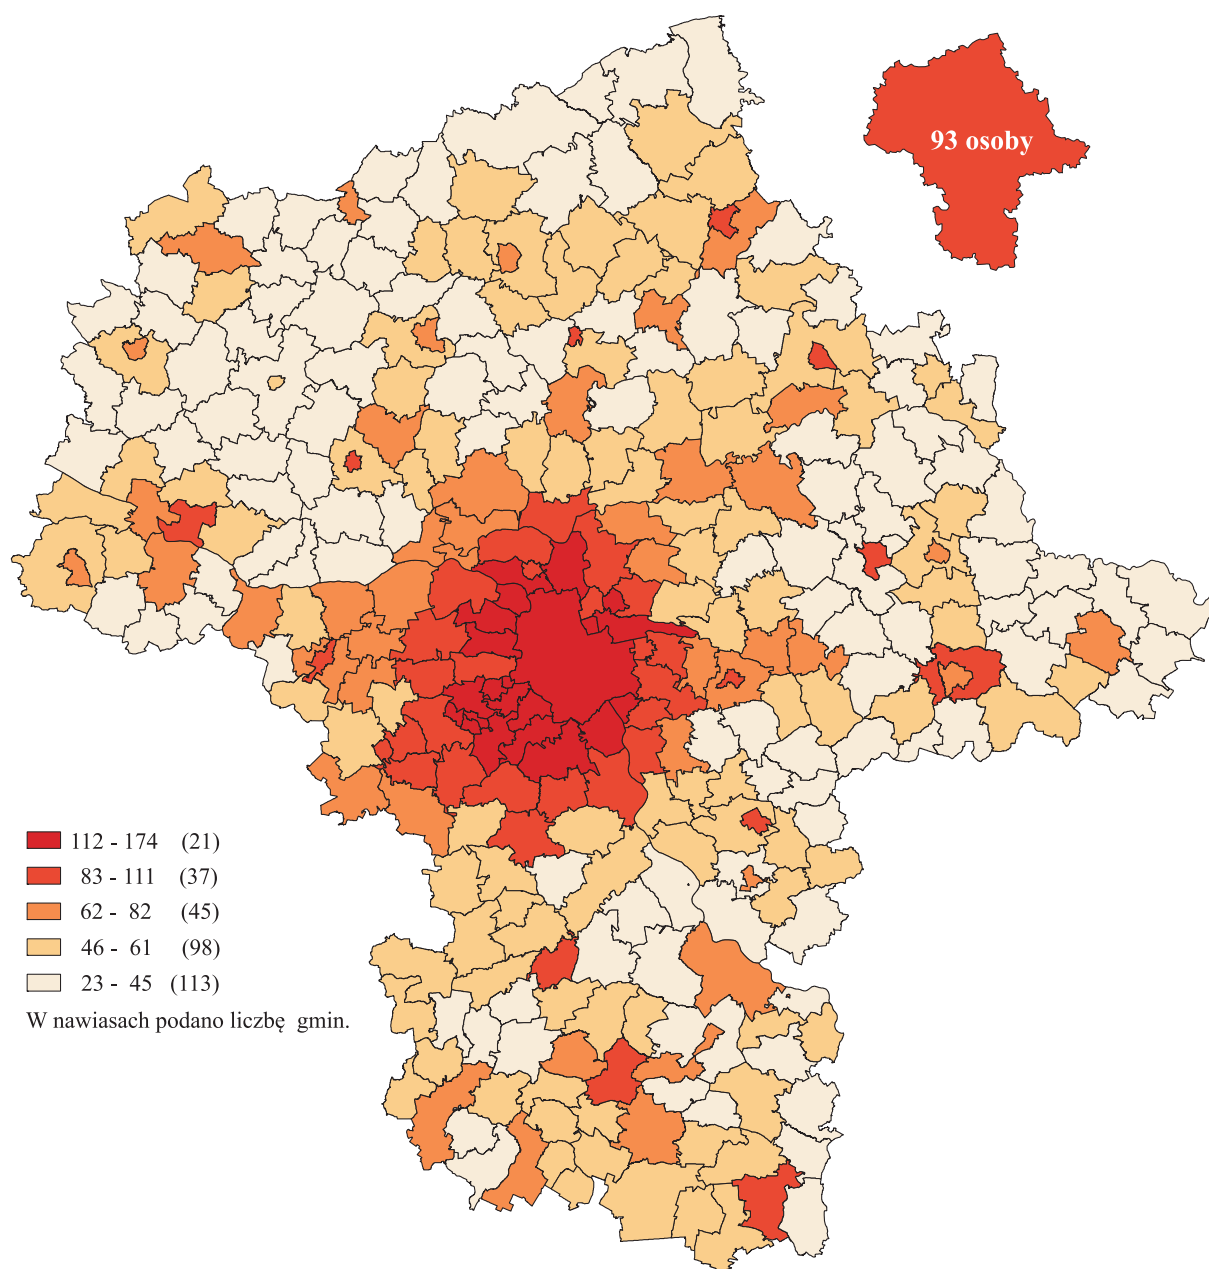 93 osoby
112 - 174 (21)
83 - 111 (37)
62 - 82 (45)
46 - 61 (98)
23 - 45 (113)
W nawiasach podano liczbę gmin.